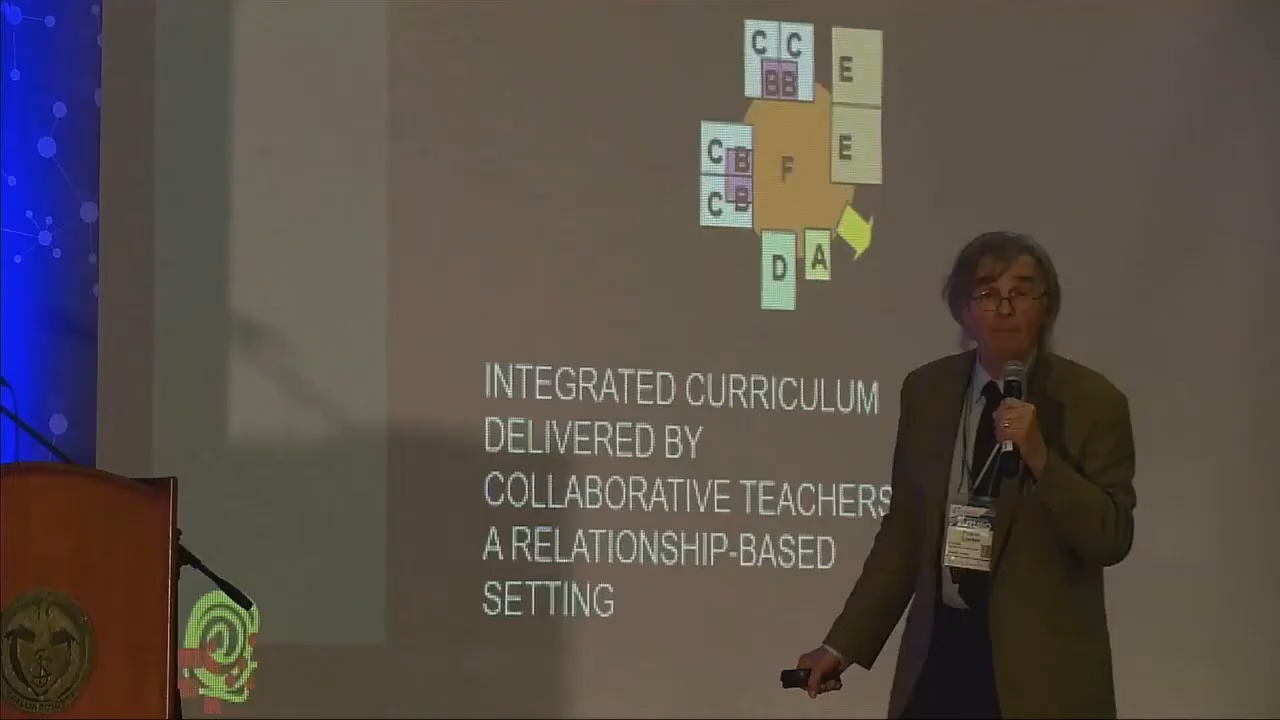 C C E
BB
E
C B
F
C B
D A
INTEGRATED CURRICULUM
DELIVERED BY
COLLABORATIVE TEACHERS
A RELATIONSHIP-BASED
SETTING